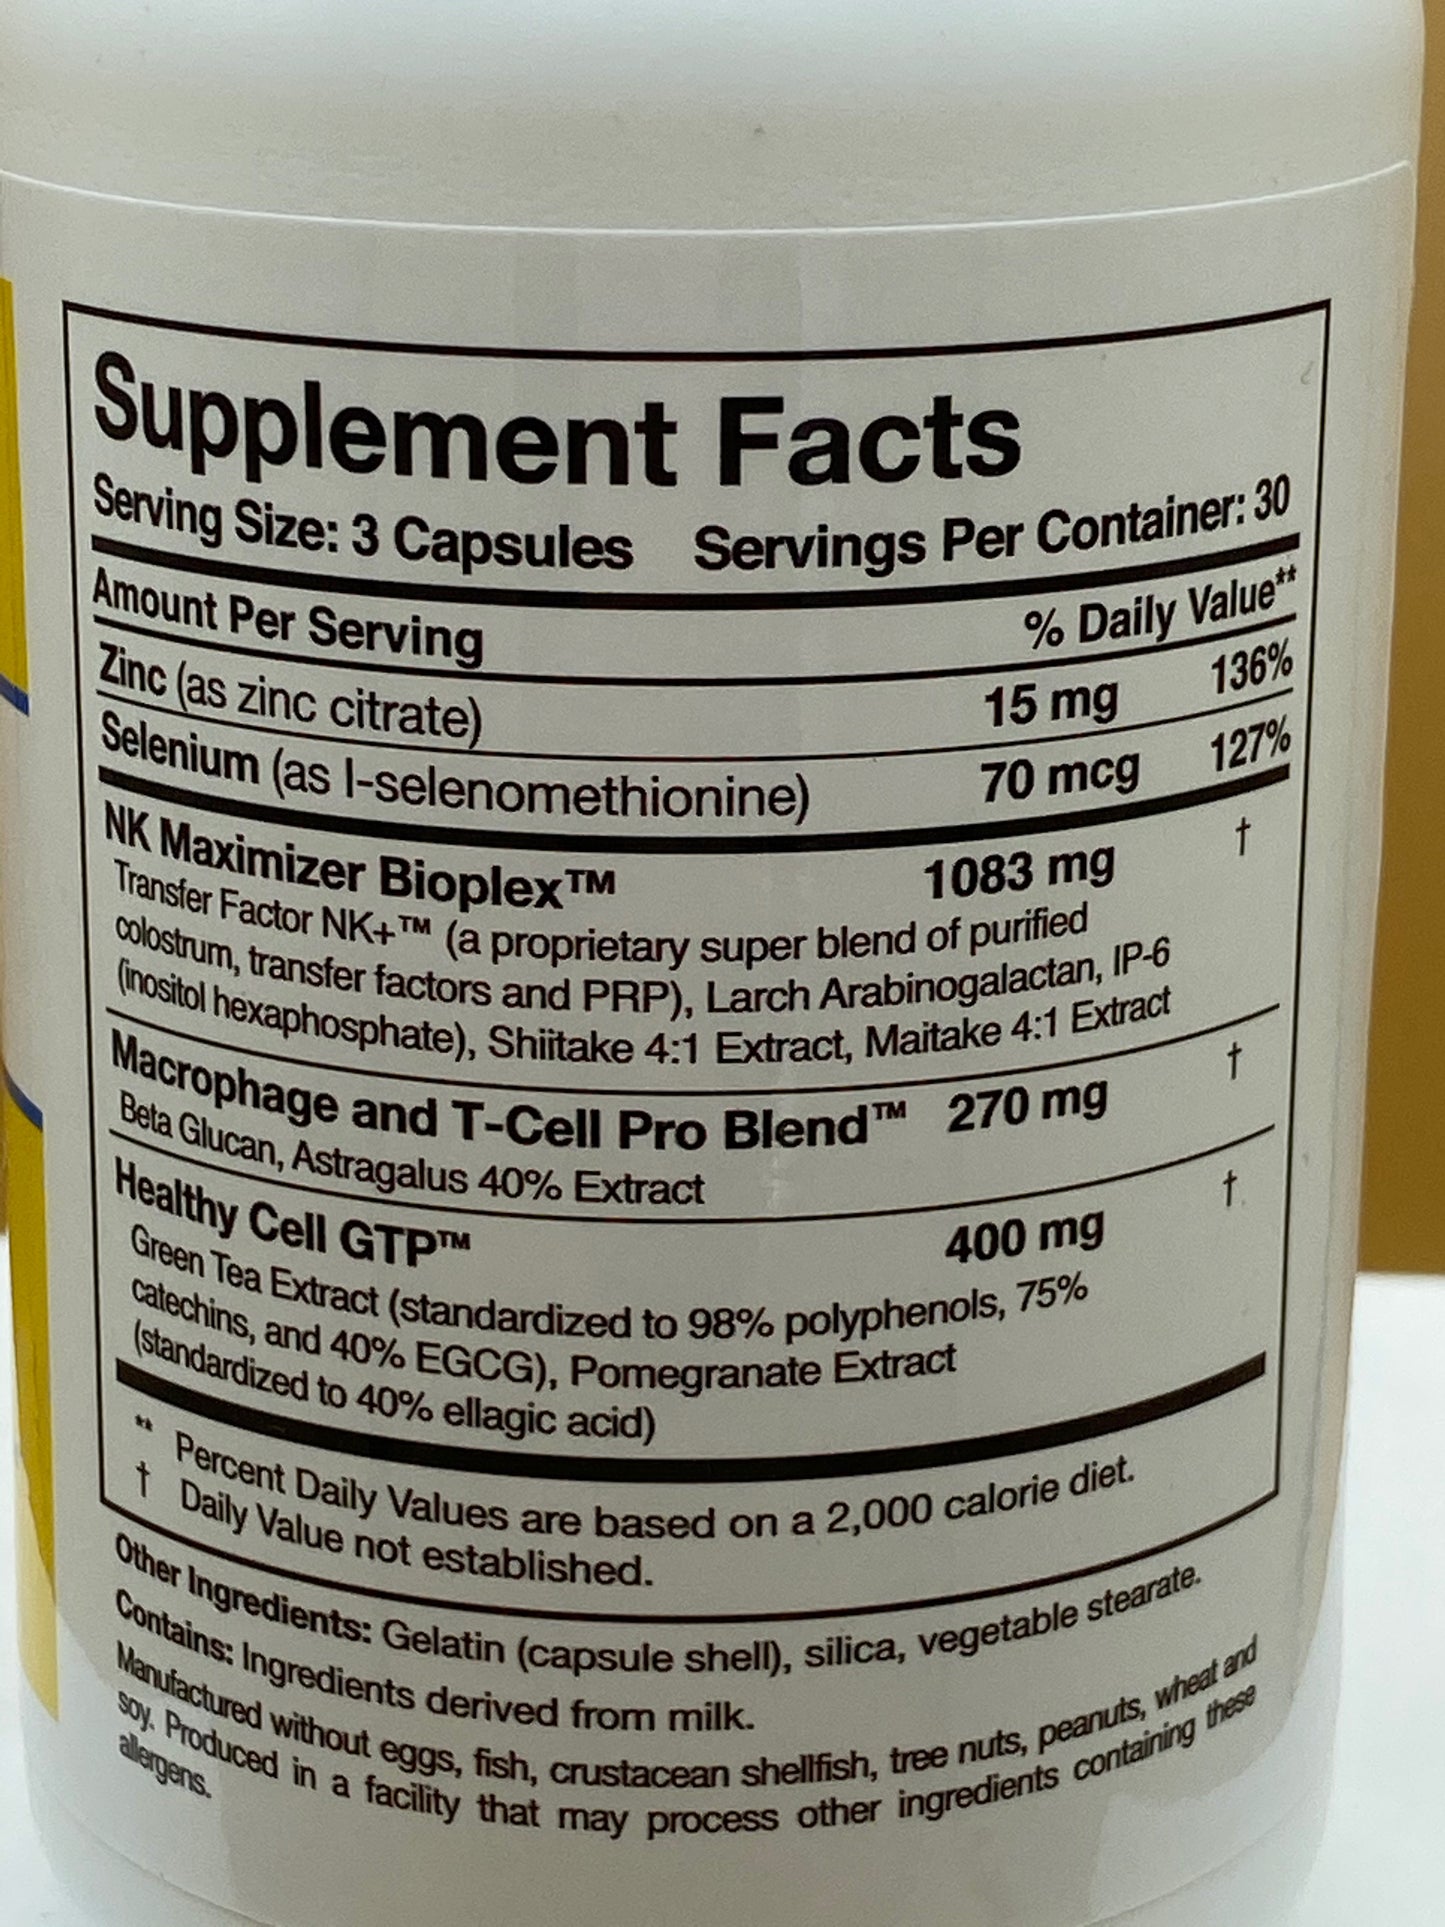 Supplement Facts
Serving Size: 3 Capsules Servings Per Container: 30
Amount Per Serving % Daily Value**
Zinc (as zinc citrate) 15 mg 136%
Selenium (as l-selenomethionine) 70 mcg 127%
NK Maximizer Bioplex™ 1083 mg †
Transfer Factor NK+™ (a proprietary super blend of purified
colostrum, transfer factors and PRP), Larch Arabinogalactan, IP-6
(inositol hexaphosphate), Shiitake 4:1 Extract, Maitake 4:1 Extract
Macrophage and T-Cell Pro Blend™ 270 mg †
Beta Glucan, Astragalus 40% Extract
Healthy Cell GTP™ 400 mg †
Green Tea Extract (standardized to 98% polyphenols, 75%
catechins, and 40% EGCG), Pomegranate Extract
(standardized to 40% ellagic acid)
** Percent Daily Values are based on a 2,000 calorie diet.
† Daily Value not established.
Other Ingredients: Gelatin (capsule shell), silica, vegetable stearate.
Contains: Ingredients derived from milk.
Manufactured without eggs, fish, crustacean shellfish, tree nuts, peanuts, wheat and
soy. Produced in a facility that may process other ingredients containing these
allergens.